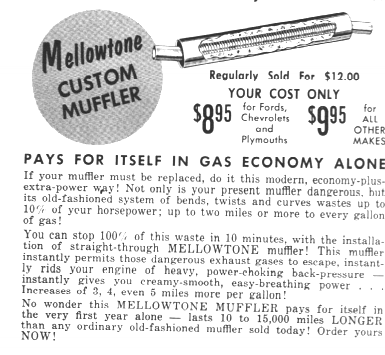 Mellowtone
CUSTOM
MUFFLER
Regularly Sold For $12.00
YOUR COST ONLY
$895 for Fords, Chevrolets and Plymouths
$995 for ALL OTHER MAKES
PAYS FOR ITSELF IN GAS ECONOMY ALONE
If your muffler must be replaced, do it this modern, economy-plus-
extra-power way! Not only is your present muffler dangerous, but
its old-fashioned system of bends, twists and curves wastes up to
10% of your horsepower; up to two miles or more to every gallon
of gas!
You can stop 100% of this waste in 10 minutes, with the installa-
tion of straight-through MELLOWTONE muffler! This muffler
instantly permits those dangerous exhaust gases to escape, instant-
ly rids your engine of heavy, power-choking back-pressure —
instantly gives you creamy-smooth, easy-breathing power . . .
Increases of 3, 4, even 5 miles more per gallon!
No wonder this MELLOWTONE MUFFLER pays for itself in
the very first year alone — lasts 10 to 15,000 miles LONGER
than any ordinary old-fashioned muffler sold today! Order yours
NOW!